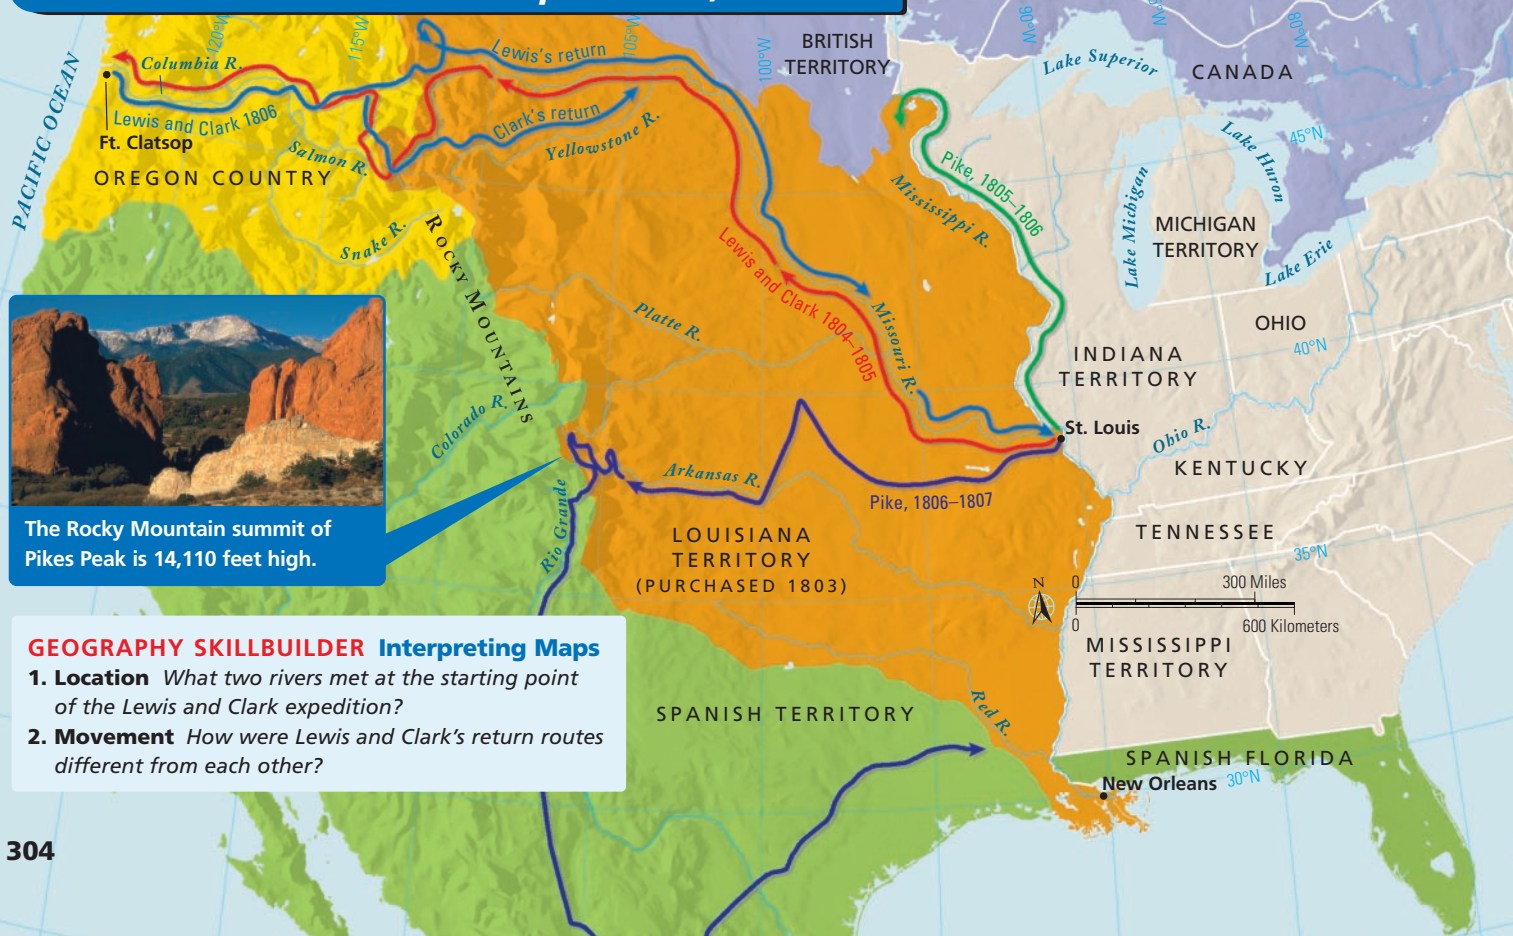 120°W
115°W
105°W
100°W
90°W
80°W
PACIFIC OCEAN
Columbia R.
Lewis and Clark 1806
Ft. Clatsop
OREGON COUNTRY
Salmon R.
Snake R.
Lewis's return
Clark's return
Yellowstone R.
BRITISH
TERRITORY
Lake Superior
CANADA
45°N
Lake Huron
Lake Michigan
MICHIGAN
TERRITORY
Lake Erie
Pike, 1805–1806
Mississippi R.
ROCKY MOUNTAINS
Lewis and Clark 1804–1805
Missouri R.
Platte R.
OHIO
40°N
INDIANA
TERRITORY
Colorado R.
St. Louis
Ohio R.
KENTUCKY
Arkansas R.
Pike, 1806–1807
Rio Grande
The Rocky Mountain summit of
Pikes Peak is 14,110 feet high.
LOUISIANA
TERRITORY
(PURCHASED 1803)
TENNESSEE
35°N
N
0 300 Miles
0 600 Kilometers
MISSISSIPPI
TERRITORY
GEOGRAPHY SKILLBUILDER Interpreting Maps
1. Location What two rivers met at the starting point
of the Lewis and Clark expedition?
2. Movement How were Lewis and Clark's return routes
different from each other?
SPANISH TERRITORY
Red R.
SPANISH FLORIDA
New Orleans
30°N
304